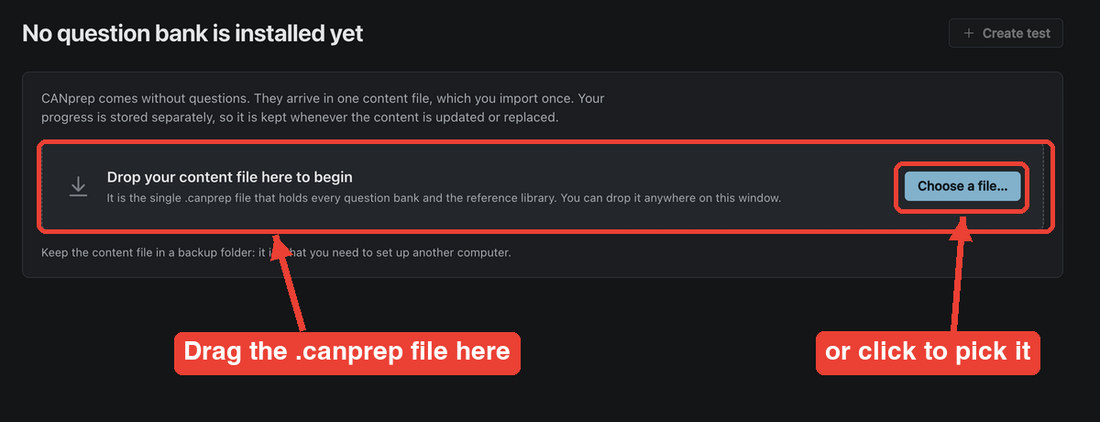 No question bank is installed yet
+ Create test
CANprep comes without questions. They arrive in one content file, which you import once. Your
progress is stored separately, so it is kept whenever the content is updated or replaced.
Drop your content file here to begin
It is the single .canprep file that holds every question bank and the reference library. You can drop it anywhere on this window.
Choose a file...
Keep the content file in a backup folder: it is what you need to set up another computer.
Drag the .canprep file here
or click to pick it